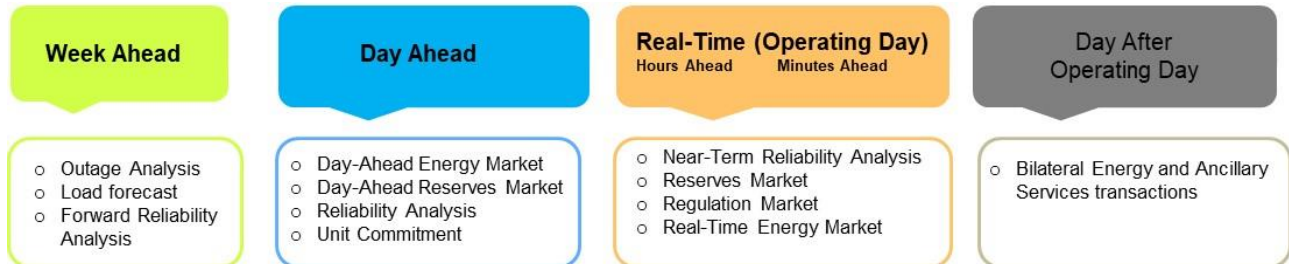 Week Ahead
Day Ahead
Real-Time (Operating Day)
Hours Ahead Minutes Ahead
Day After
Operating Day
o Outage Analysis
o Load forecast
o Forward Reliability
Analysis
o Day-Ahead Energy Market
o Day-Ahead Reserves Market
o Reliability Analysis
o Unit Commitment
o Near-Term Reliability Analysis
o Reserves Market
o Regulation Market
o Real-Time Energy Market
o Bilateral Energy and Ancillary
Services transactions